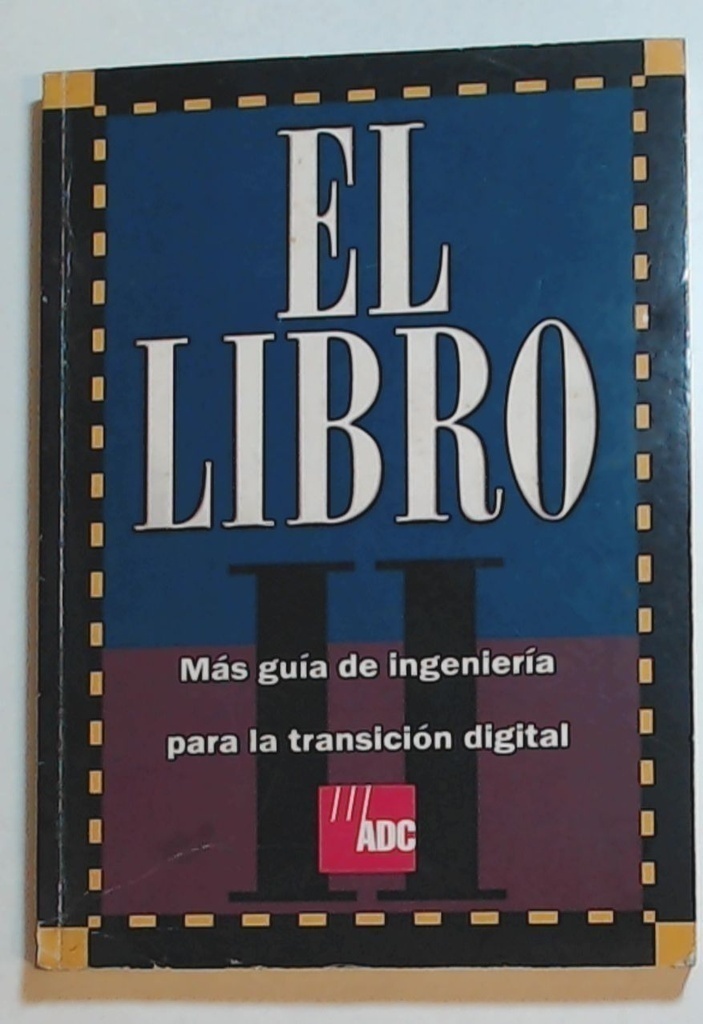 EL
LIBRO
II
Más guía de ingeniería
para la transición digital
ADC